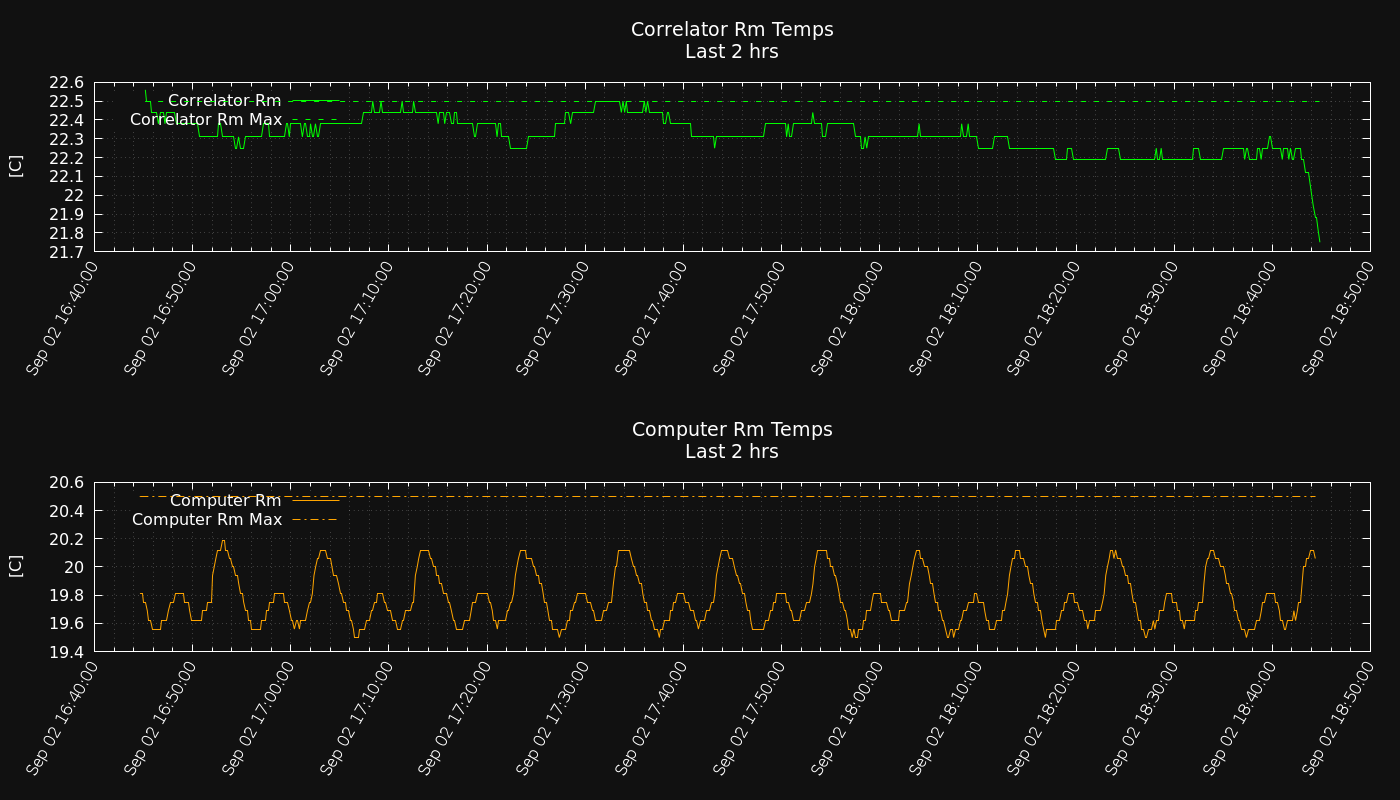 Correlator Rm Temps
Last 2 hrs
22.6
22.5
22.4
22.3
22.2
22.1
22
21.9
21.8
21.7
[C]
Correlator Rm
Correlator Rm Max
Sep 02 16:40:00
Sep 02 16:50:00
Sep 02 17:00:00
Sep 02 17:10:00
Sep 02 17:20:00
Sep 02 17:30:00
Sep 02 17:40:00
Sep 02 17:50:00
Sep 02 18:00:00
Sep 02 18:10:00
Sep 02 18:20:00
Sep 02 18:30:00
Sep 02 18:40:00
Sep 02 18:50:00
Computer Rm Temps
Last 2 hrs
20.6
20.4
20.2
20
19.8
19.6
19.4
[C]
Computer Rm
Computer Rm Max
Sep 02 16:40:00
Sep 02 16:50:00
Sep 02 17:00:00
Sep 02 17:10:00
Sep 02 17:20:00
Sep 02 17:30:00
Sep 02 17:40:00
Sep 02 17:50:00
Sep 02 18:00:00
Sep 02 18:10:00
Sep 02 18:20:00
Sep 02 18:30:00
Sep 02 18:40:00
Sep 02 18:50:00